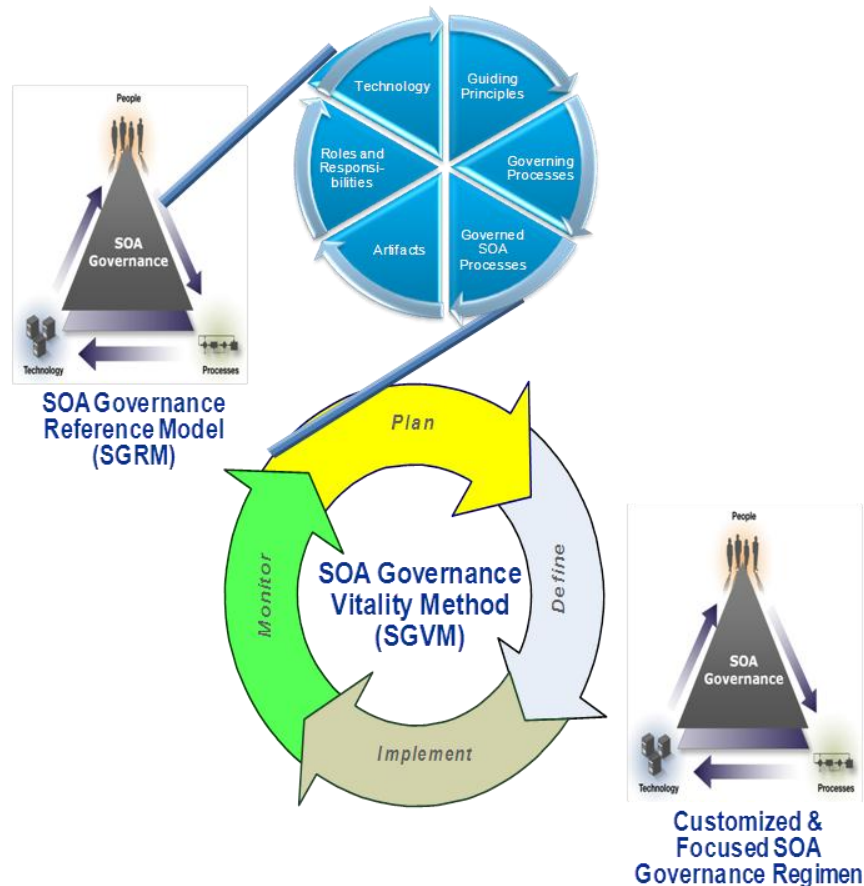 People
SOA
Governance
Technology
Processes
SOA Governance
Reference Model
(SGRM)
Technology
Guiding
Principles
Roles and
Responsi-
bilities
Governing
Processes
Artifacts
Governed
SOA
Processes
Plan
Monitor
SOA Governance
Vitality Method
(SGVM)
Define
Implement
People
SOA
Governance
Technology
Processes
Customized &
Focused SOA
Governance Regimen